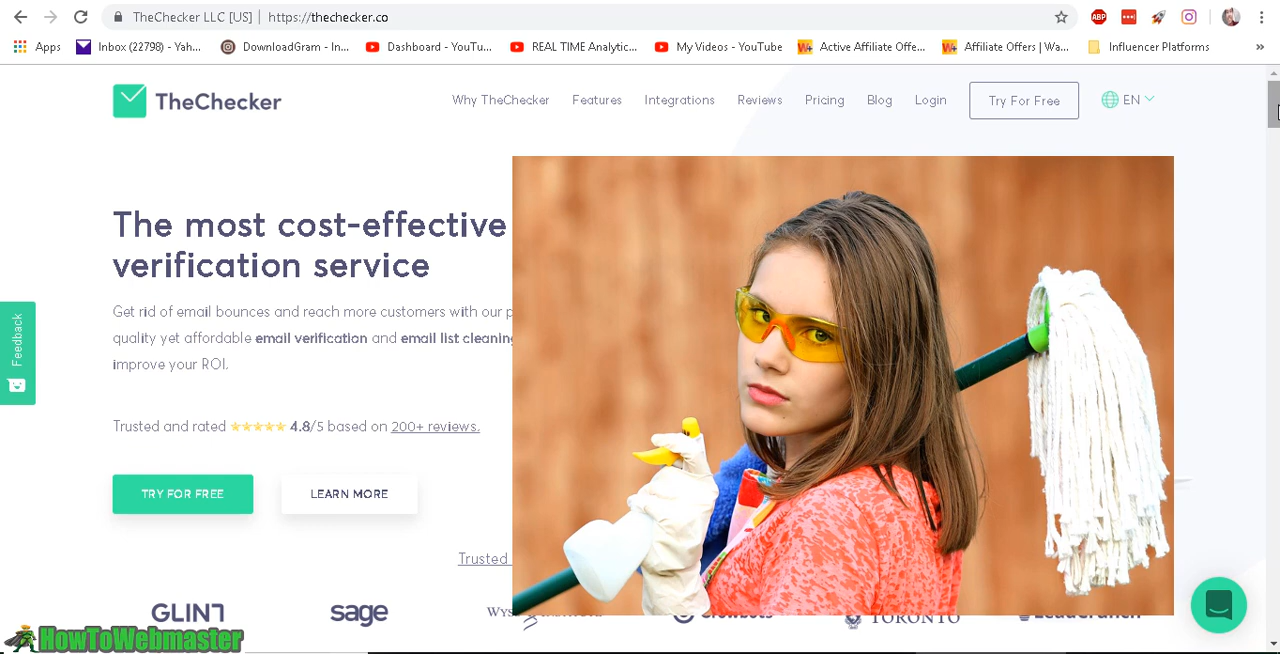 TheChecker LLC [US] | https://thechecker.co
ABP
Apps Inbox (22798) - Yah... DownloadGram - In... Dashboard - YouTu... REAL TIME Analytic... My Videos - YouTube Active Affiliate Offe... Affiliate Offers | Wa... Influencer Platforms »
TheChecker Why TheChecker Features Integrations Reviews Pricing Blog Login Try For Free EN
The most cost-effective
verification service
Get rid of email bounces and reach more customers with our p
quality yet affordable email verification and email list cleaning
improve your ROI.
Feedback
Trusted and rated ★★★★★ 4.8/5 based on 200+ reviews.
TRY FOR FREE LEARN MORE
Trusted
GLINT sage TORONTO
HowToWebmaster